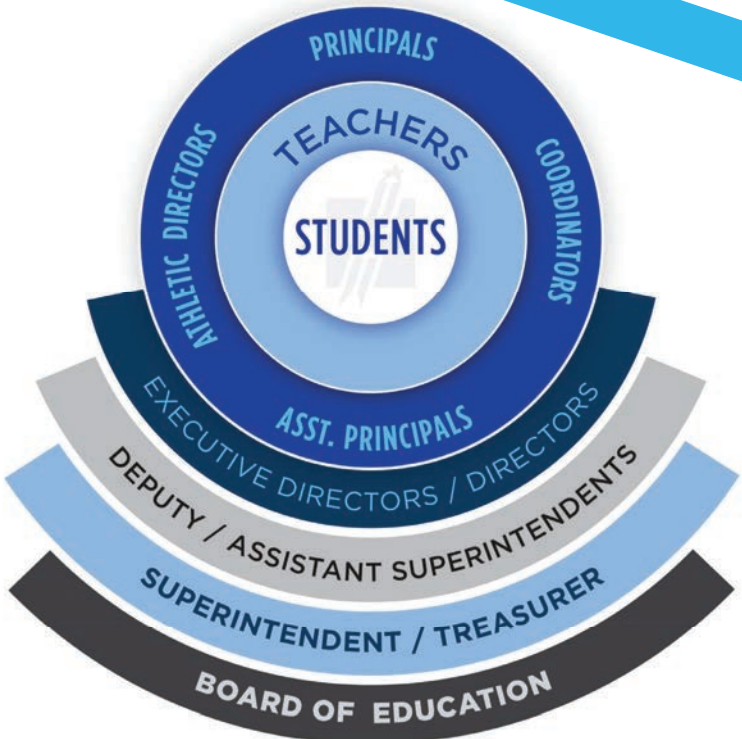 PRINCIPALS
ATHLETIC DIRECTORS
COORDINATORS
ASST. PRINCIPALS
TEACHERS
STUDENTS
EXECUTIVE DIRECTORS / DIRECTORS
DEPUTY / ASSISTANT SUPERINTENDENTS
SUPERINTENDENT / TREASURER
BOARD OF EDUCATION